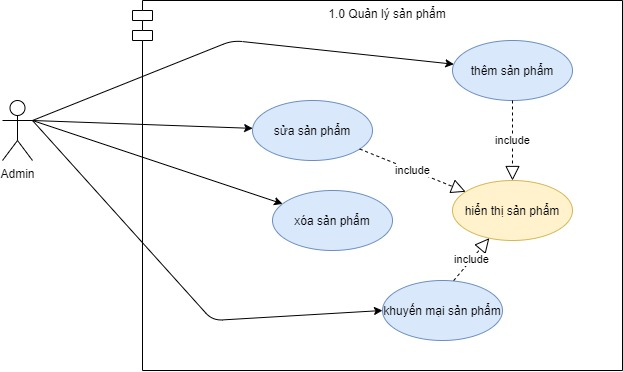 1.0 Quản lý sản phẩm
thêm sản phẩm
sửa sản phẩm
include
include
Admin
hiển thị sản phẩm
xóa sản phẩm
include
khuyến mại sản phẩm